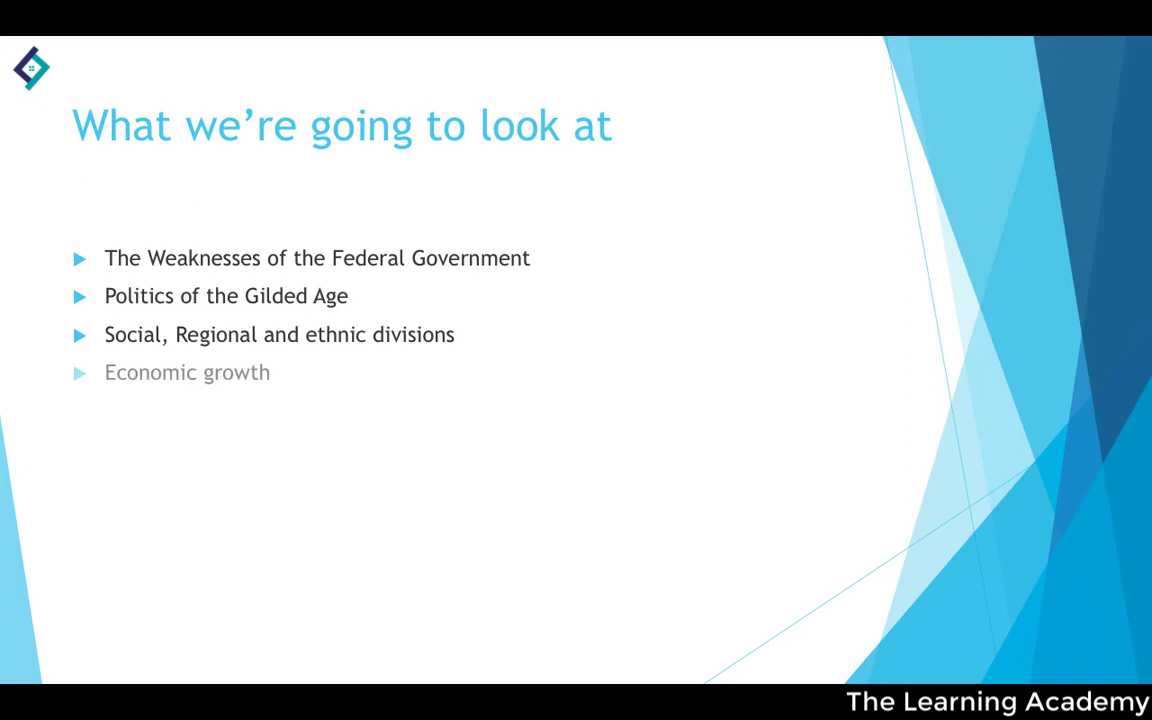 What we’re going to look at
The Weaknesses of the Federal Government
Politics of the Gilded Age
Social, Regional and ethnic divisions
Economic growth
The Learning Academy